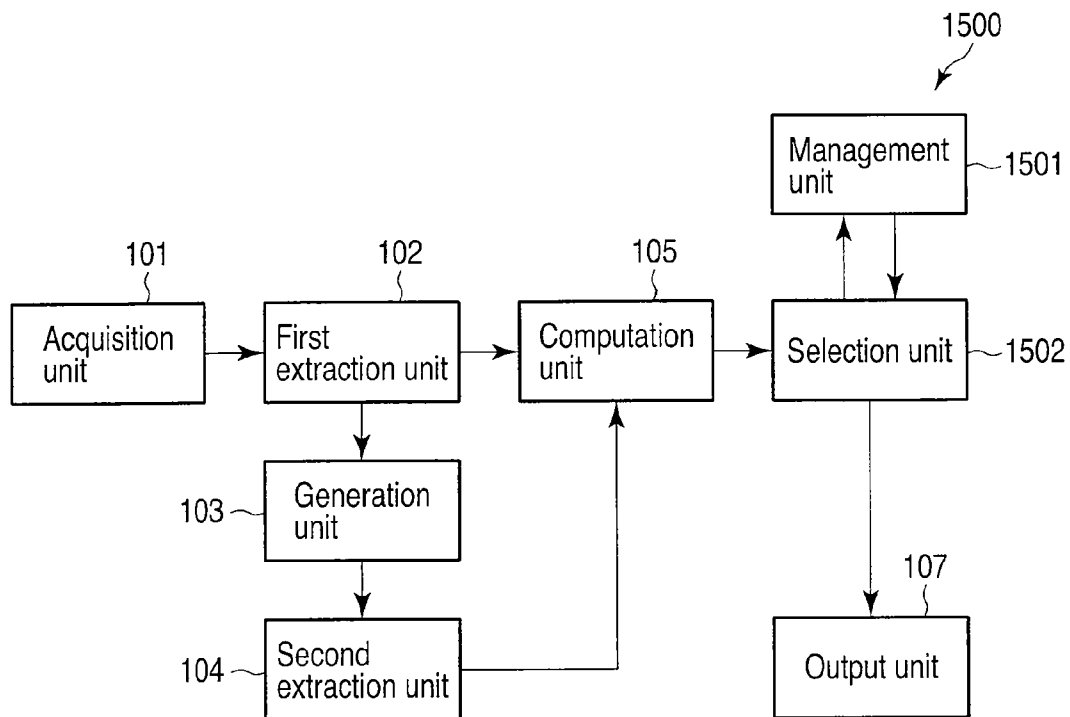 1500
Management
unit
1501
101
102
105
Acquisition
unit
First
extraction unit
Computation
unit
Selection unit
1502
103
Generation
unit
107
104
Second
extraction unit
Output unit